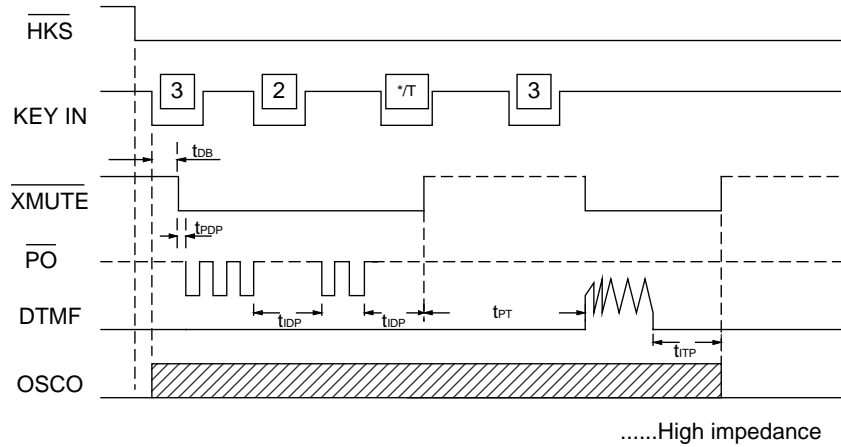 HKS
KEY IN
3
2
*/T
3
tDB
XMUTE
tPDP
PO
DTMF
tIDP
tIDP
tPT
tITP
OSCO
......High impedance